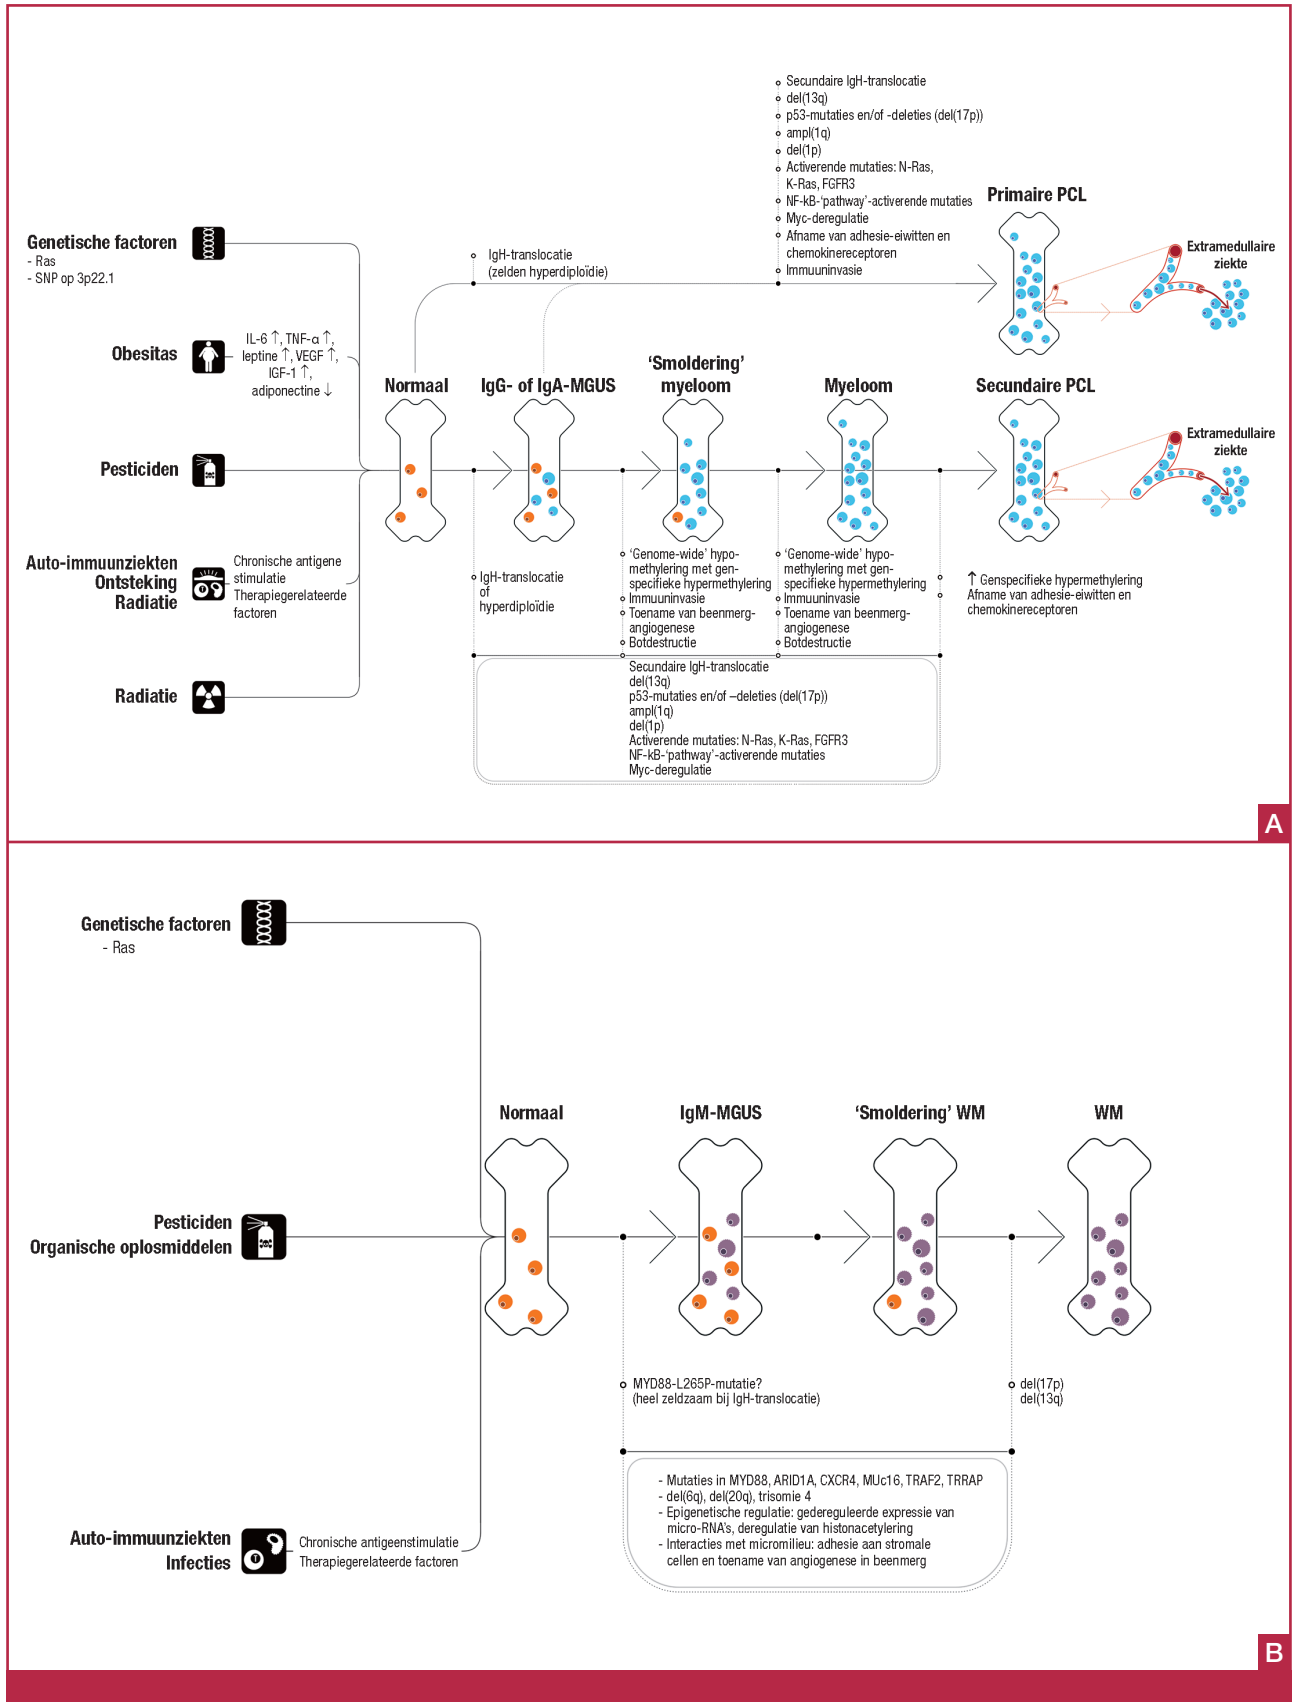 Secundaire IgH-translocatie
del(13q)
p53-mutaties en/of -deleties (del(17p))
ampl(1q)
del(1p)
Activerende mutaties: N-Ras,
K-Ras, FGFR3
NF-kB-‘pathway’-activerende mutaties
Myc-deregulatie
Afname van adhesie-eiwitten en
chemokinereceptoren
Immuuninvasie
Primaire PCL
Extramedullaire
ziekte
Genetische factoren
- Ras
- SNP op 3p22.1
IgH-translocatie
(zelden hyperdiploïdie)
Obesitas
IL-6 ↑, TNF-α ↑,
leptine ↑, VEGF ↑,
IGF-1 ↑,
adiponectine ↓
Normaal
IgG- of IgA-MGUS
‘Smoldering’
myeloom
Myeloom
Secundaire PCL
Extramedullaire
ziekte
Pesticiden
Auto-immuunziekten
Ontsteking
Radiatie
Chronische antigene
stimulatie
Therapiegerelateerde
factoren
IgH-translocatie
of
hyperdiploïdie
‘Genome-wide’ hypo-
methylering met gen-
specifieke hypermethylering
Immuuninvasie
Toename van beenmerg-
angiogenese
Botdestructie
‘Genome-wide’ hypo-
methylering met gen-
specifieke hypermethylering
Immuuninvasie
Toename van beenmerg-
angiogenese
Botdestructie
↑ Genspecifieke hypermethylering
Afname van adhesie-eiwitten en
chemokinereceptoren
Radiatie
Secundaire IgH-translocatie
del(13q)
p53-mutaties en/of –deleties (del(17p))
ampl(1q)
del(1p)
Activerende mutaties: N-Ras, K-Ras, FGFR3
NF-kB-‘pathway’-activerende mutaties
Myc-deregulatie
A
Genetische factoren
- Ras
Normaal
IgM-MGUS
‘Smoldering’ WM
WM
Pesticiden
Organische oplosmiddelen
MYD88-L265P-mutatie?
(heel zeldzaam bij IgH-translocatie)
del(17p)
del(13q)
- Mutaties in MYD88, ARID1A, CXCR4, MUc16, TRAF2, TRRAP
- del(6q), del(20q), trisomie 4
- Epigenetische regulatie: gedereguleerde expressie van
micro-RNA’s, deregulatie van histonacetylering
- Interacties met micromilieu: adhesie aan stromale
cellen en toename van angiogenese in beenmerg
Auto-immuunziekten
Infecties
T
Chronische antigeenstimulatie
Therapiegerelateerde factoren
B